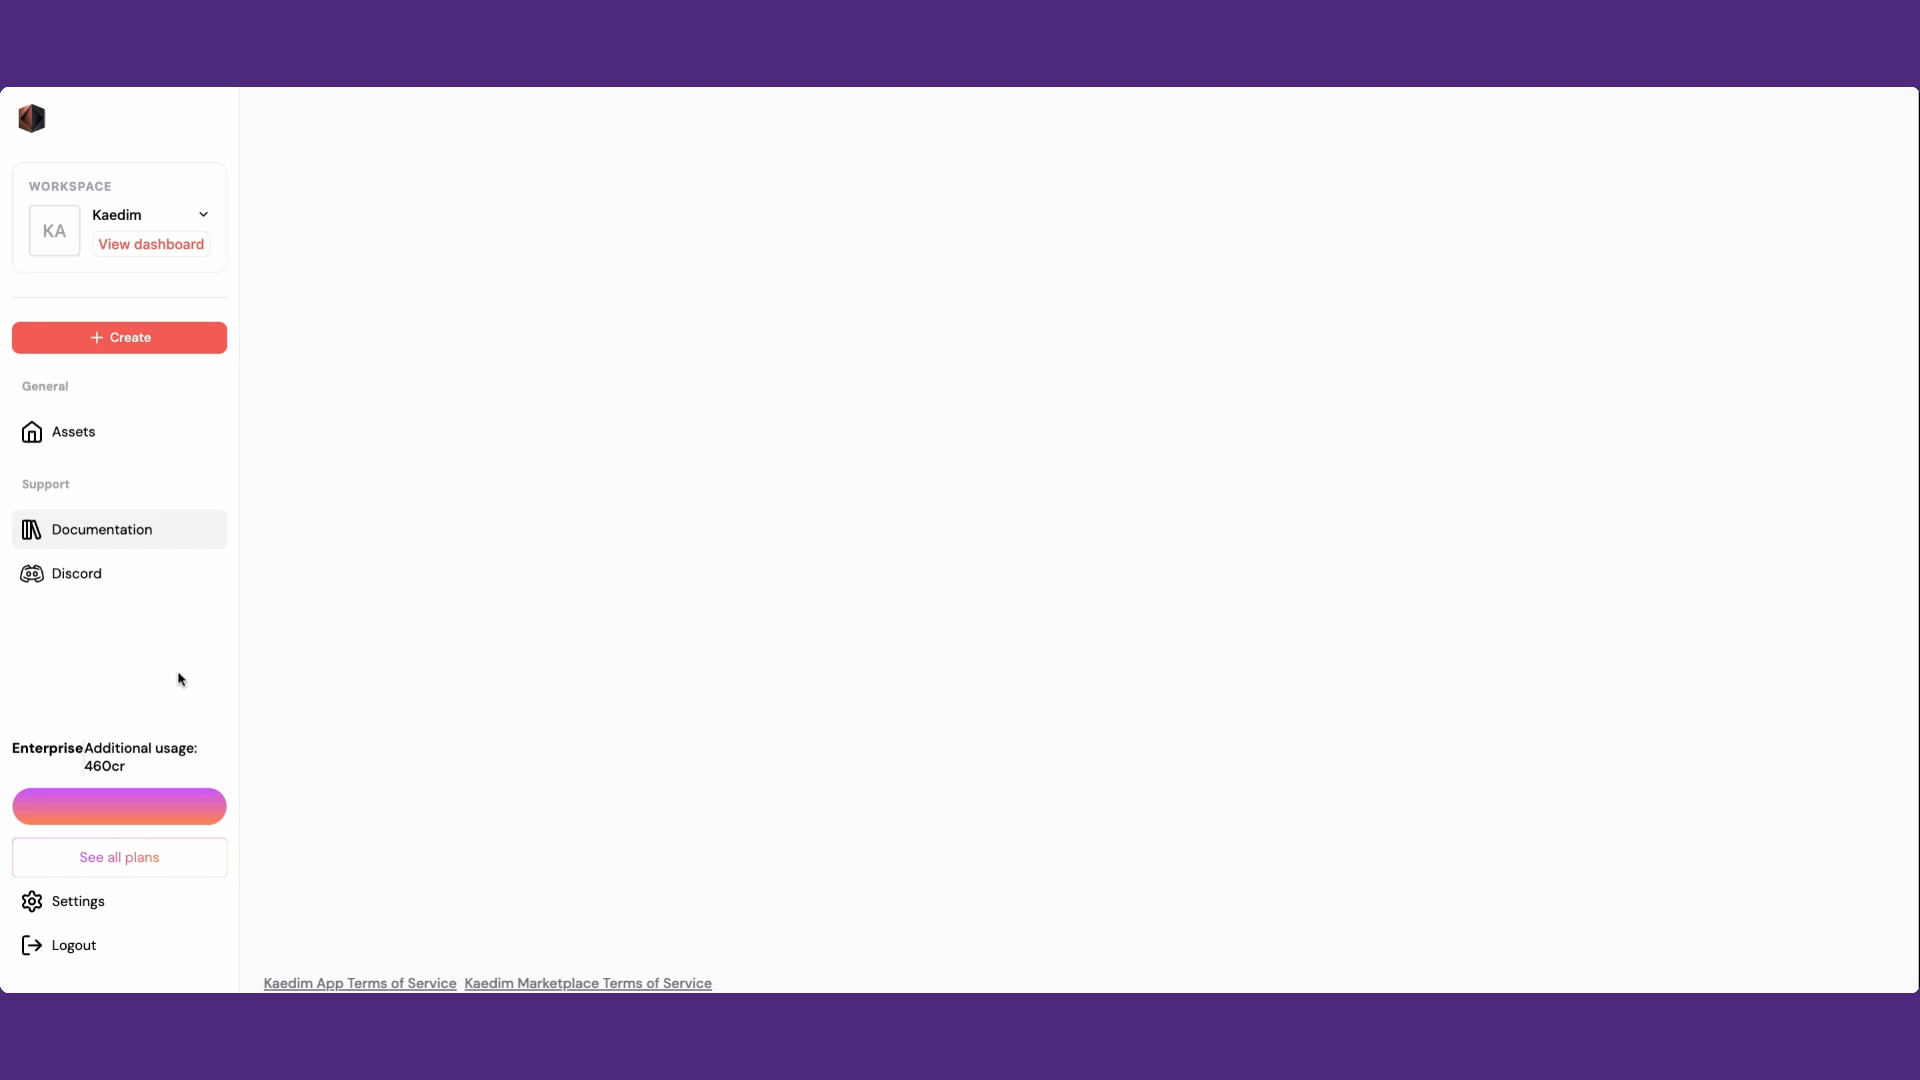 WORKSPACE
KA
Kaedim
View dashboard
Create
General
Assets
Support
Documentation
Discord
Enterprise
Additional usage:
460cr
See all plans
Settings
Logout
Kaedim App Terms of Service Kaedim Marketplace Terms of Service